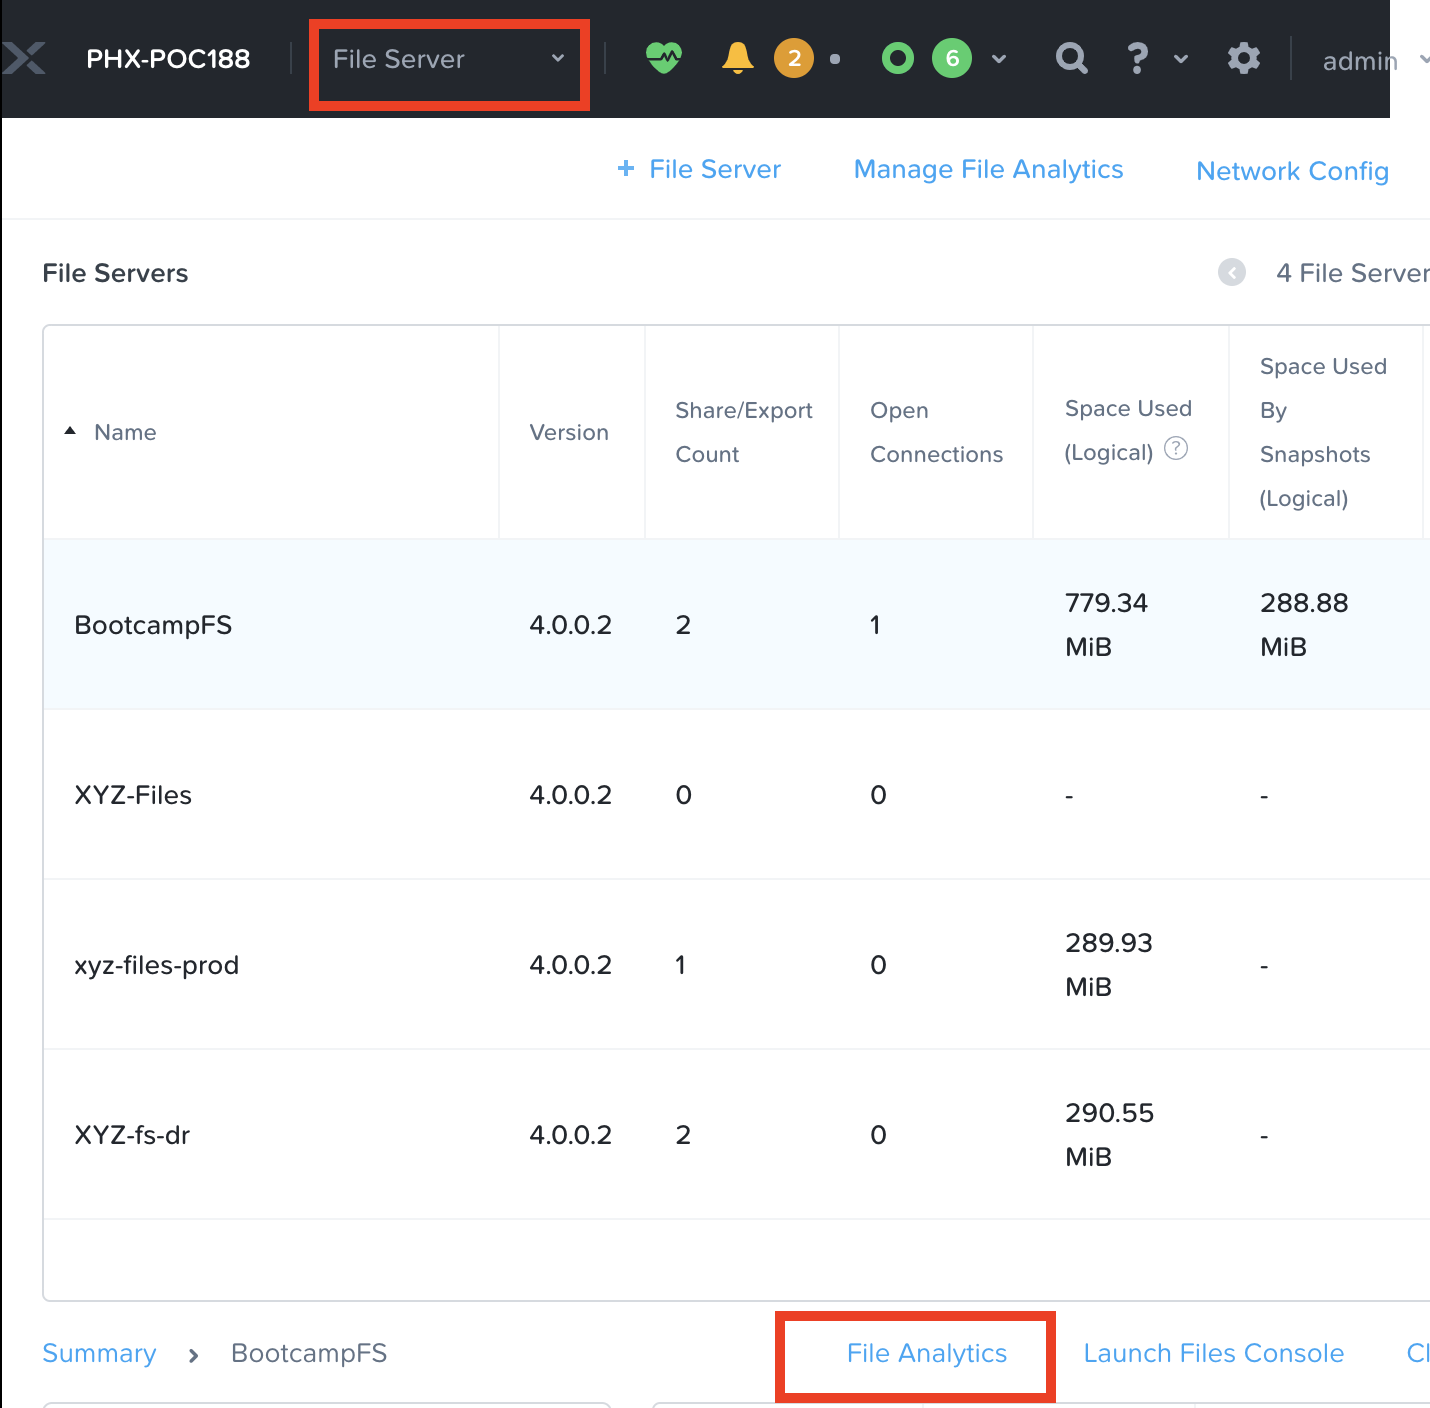 PHX-POC188 File Server 2 6 ? admin
+ File Server Manage File Analytics Network Config
File Servers 4 File Server
Name Version Share/Export Count Open Connections Space Used (Logical) ? Space Used By Snapshots (Logical)
BootcampFS 4.0.0.2 2 1 779.34 MiB 288.88 MiB
XYZ-Files 4.0.0.2 0 0 - -
xyz-files-prod 4.0.0.2 1 0 289.93 MiB -
XYZ-fs-dr 4.0.0.2 2 0 290.55 MiB -
Summary > BootcampFS File Analytics Launch Files Console